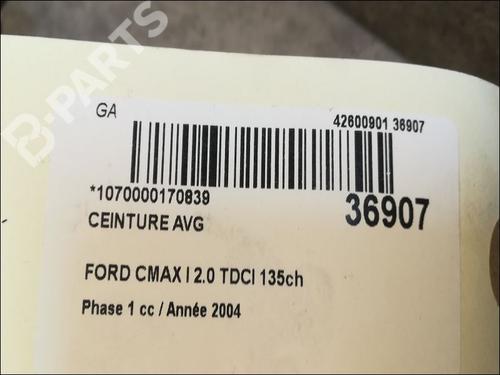 B-PARTS
GA
42600901 36907
*1070000170839
36907
CEINTURE AVG
FORD CMAX I 2.0 TDCI 135ch
Phase 1 cc / Année 2004